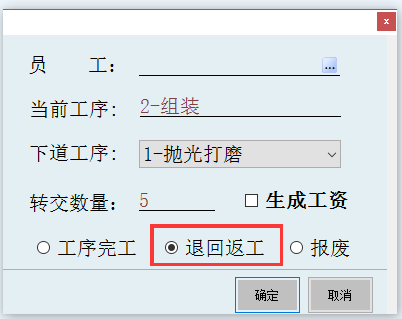 x
员 工： ...
当前工序: 2-组装
下道工序: 1-抛光打磨
转交数量: 5 生成工资
工序完工 退回返工 报废
确定 取消